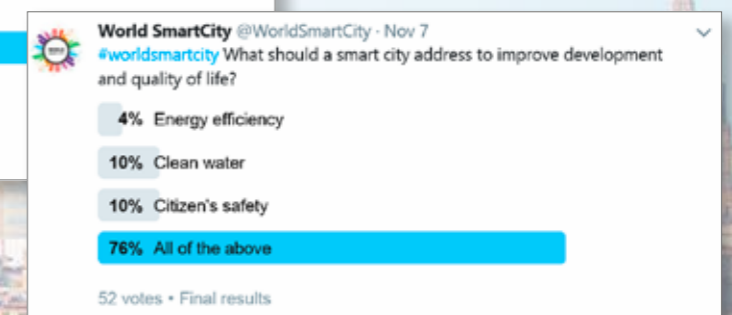 World SmartCity @WorldSmartCity · Nov 7
#worldsmartcity What should a smart city address to improve development
and quality of life?
4% Energy efficiency
10% Clean water
10% Citizen's safety
76% All of the above
52 votes • Final results